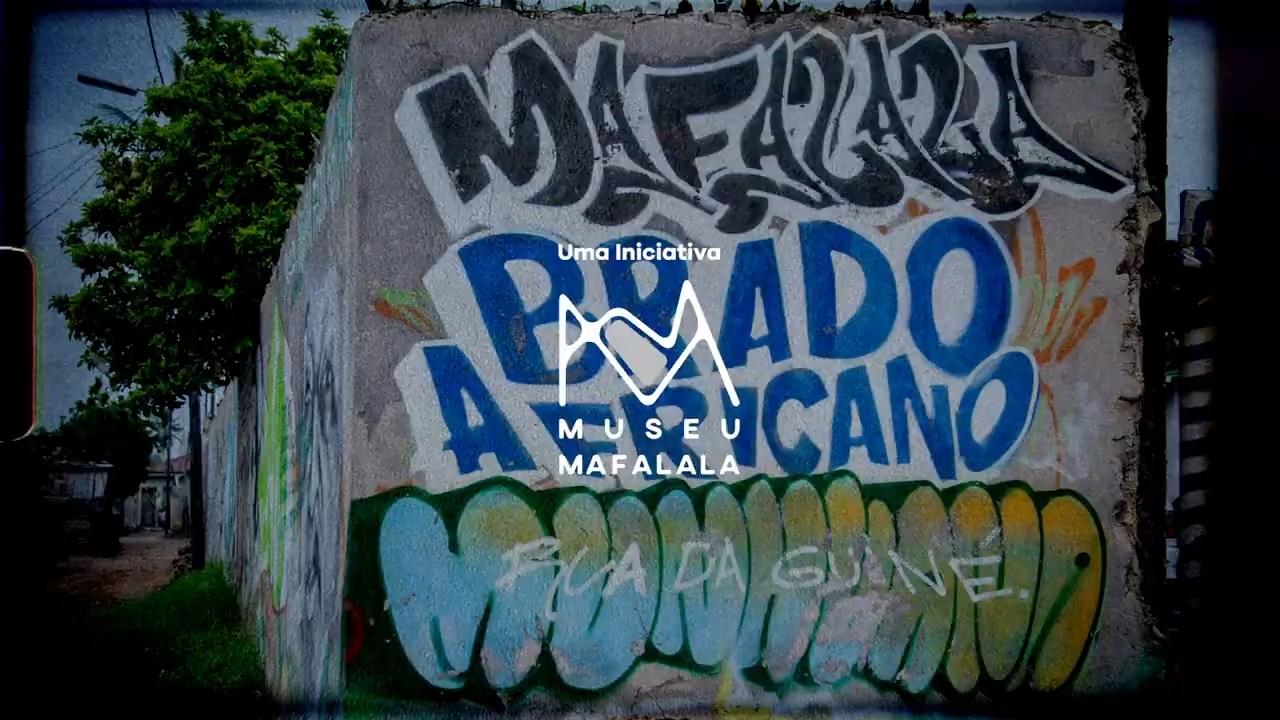 MAFALALA
BRADO
AFRICANO
Uma Iniciativa
MUSEU
MAFALALA
RUA DA GUINÉ.